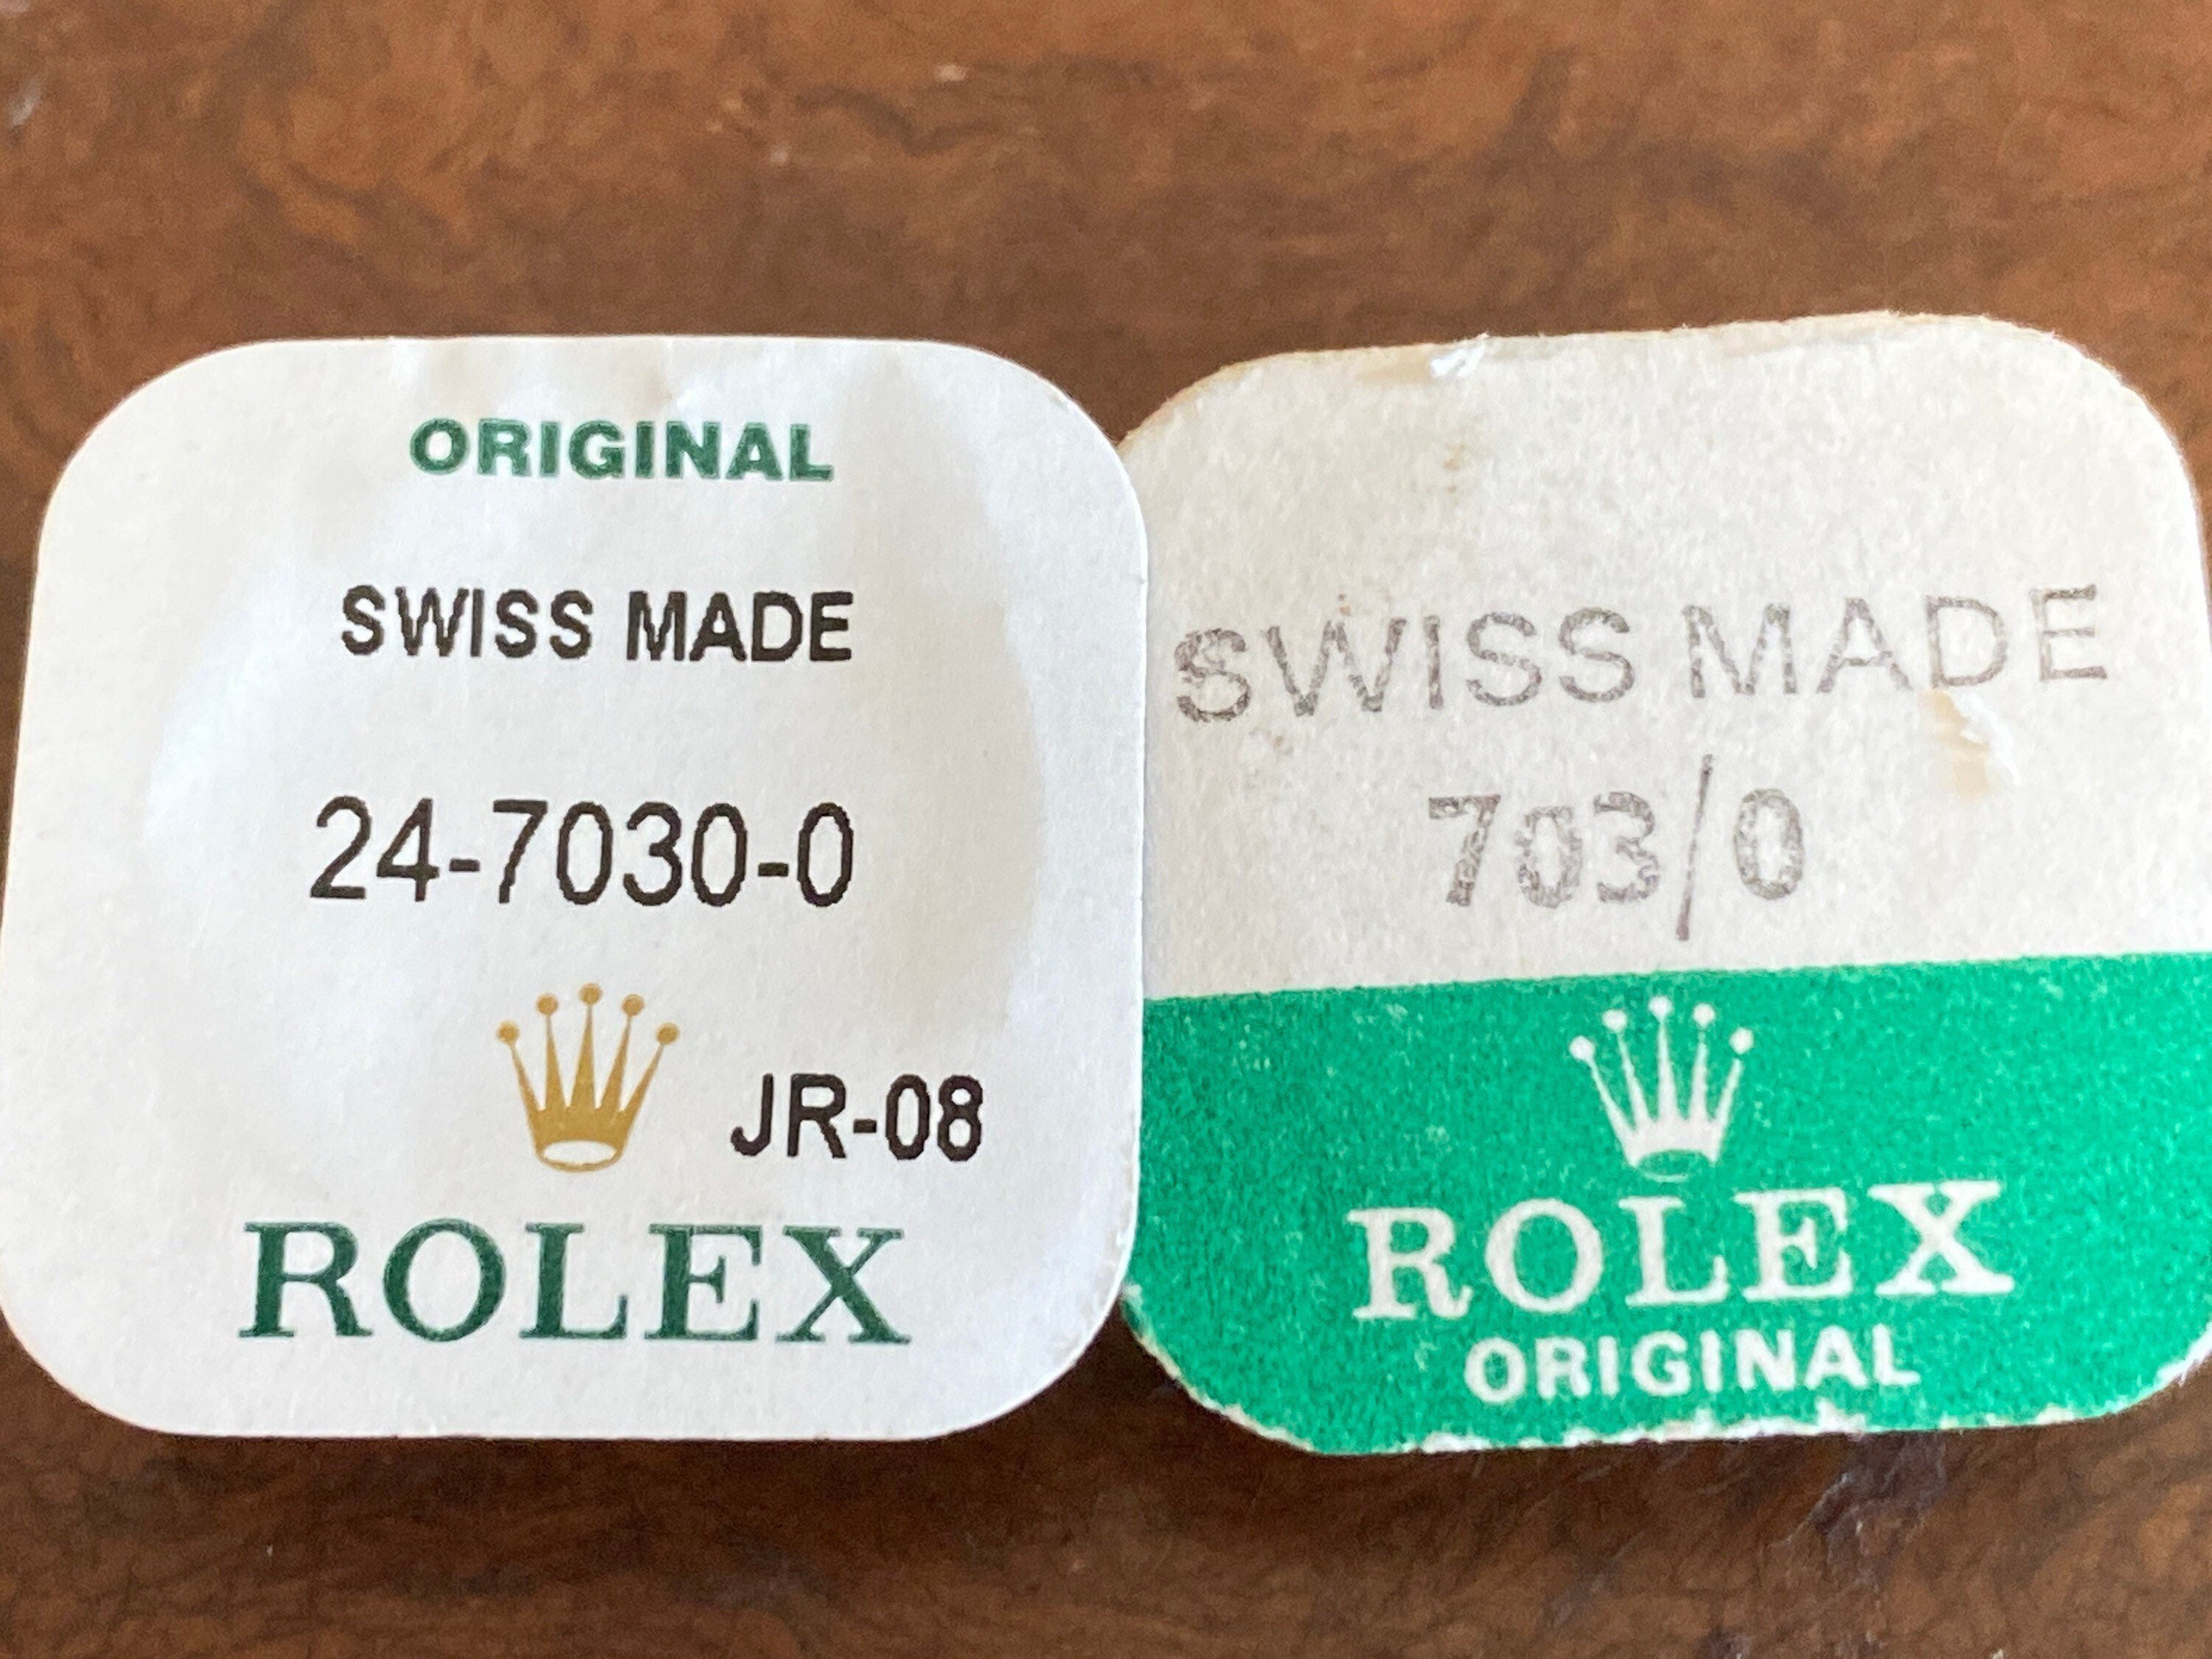 ORIGINAL
SWISS MADE
24-7030-0
JR-08
ROLEX
SWISS MADE
703/0
ROLEX
ORIGINAL